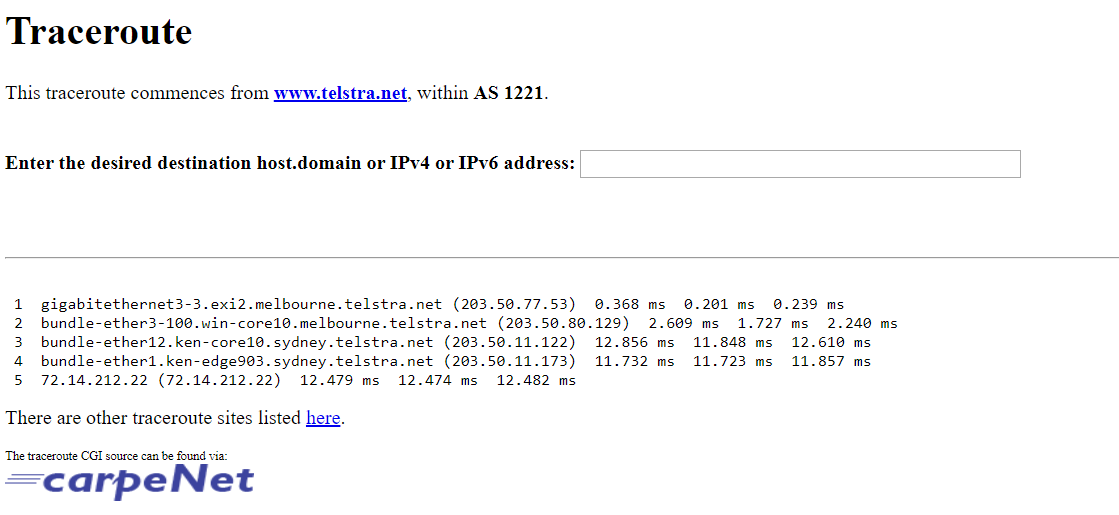 Traceroute
This traceroute commences from www.telstra.net, within AS 1221.
Enter the desired destination host.domain or IPv4 or IPv6 address:
1 gigabitethernet3-3.exi2.melbourne.telstra.net (203.50.77.53) 0.368 ms 0.201 ms 0.239 ms
2 bundle-ether3-100.win-core10.melbourne.telstra.net (203.50.80.129) 2.609 ms 1.727 ms 2.240 ms
3 bundle-ether12.ken-core10.sydney.telstra.net (203.50.11.122) 12.856 ms 11.848 ms 12.610 ms
4 bundle-ether1.ken-edge903.sydney.telstra.net (203.50.11.173) 11.732 ms 11.723 ms 11.857 ms
5 72.14.212.22 (72.14.212.22) 12.479 ms 12.474 ms 12.482 ms
There are other traceroute sites listed here.
The traceroute CGI source can be found via:
carpeNet